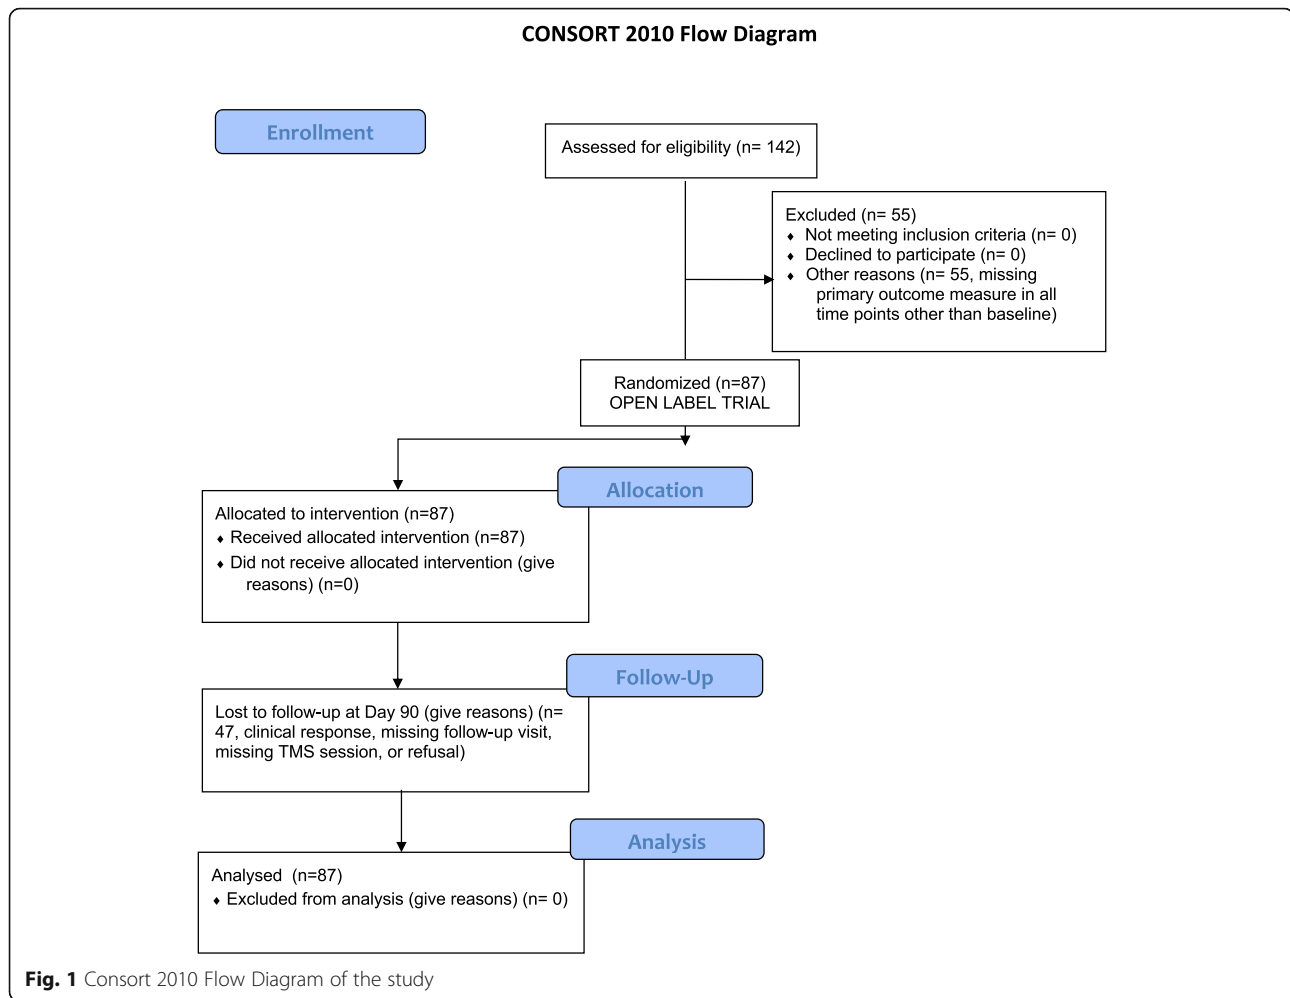 CONSORT 2010 Flow Diagram
Enrollment
Assessed for eligibility (n= 142)
Excluded (n= 55)
♦ Not meeting inclusion criteria (n= 0)
♦ Declined to participate (n= 0)
♦ Other reasons (n= 55, missing
primary outcome measure in all
time points other than baseline)
Randomized (n=87)
OPEN LABEL TRIAL
Allocation
Allocated to intervention (n=87)
♦ Received allocated intervention (n=87)
♦ Did not receive allocated intervention (give
reasons) (n=0)
Follow-Up
Lost to follow-up at Day 90 (give reasons) (n=
47, clinical response, missing follow-up visit,
missing TMS session, or refusal)
Analysis
Analysed (n=87)
♦ Excluded from analysis (give reasons) (n= 0)
Fig. 1 Consort 2010 Flow Diagram of the study